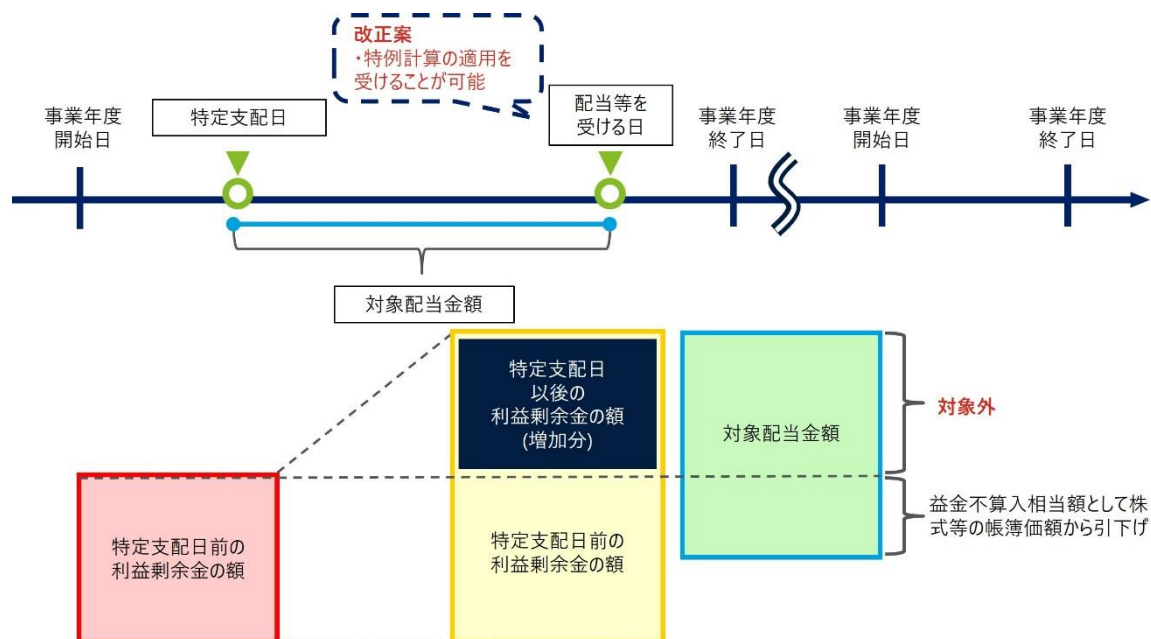 改正案
・特例計算の適用を
受けることが可能
事業年度
開始日
特定支配日
配当等を
受ける日
事業年度
終了日
事業年度
開始日
事業年度
終了日
対象配当金額
特定支配日
以後の
利益剰余金の額
(増加分)
対象配当金額
対象外
特定支配日前の
利益剰余金の額
特定支配日前の
利益剰余金の額
益金不算入相当額として株
式等の帳簿価額から引下げ